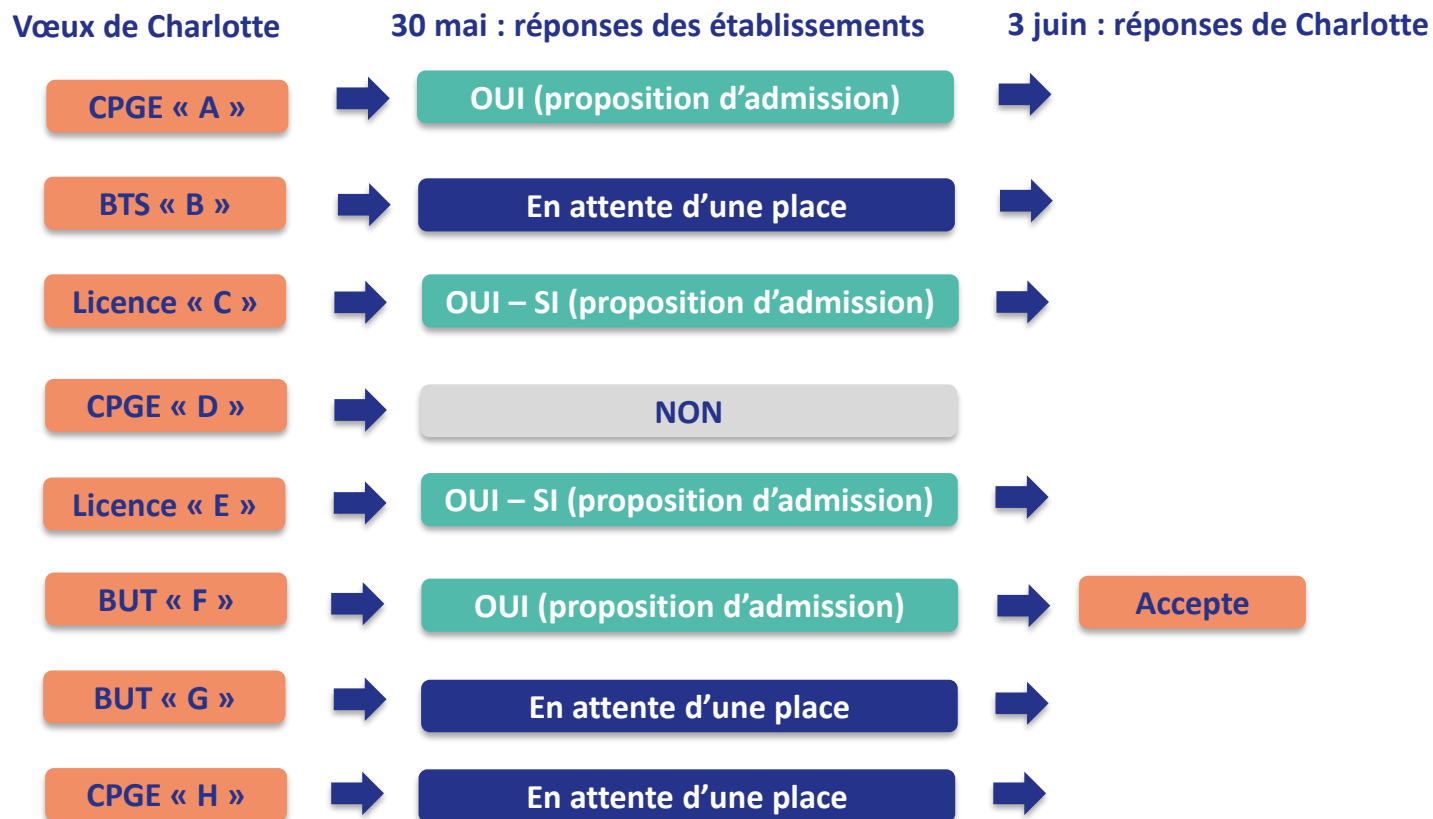 Vœux de Charlotte
30 mai : réponses des établissements
3 juin : réponses de Charlotte
CPGE « A »
OUI (proposition d’admission)
BTS « B »
En attente d’une place
Licence « C »
OUI – SI (proposition d’admission)
CPGE « D »
NON
Licence « E »
OUI – SI (proposition d’admission)
BUT « F »
OUI (proposition d’admission)
Accepte
BUT « G »
En attente d’une place
CPGE « H »
En attente d’une place